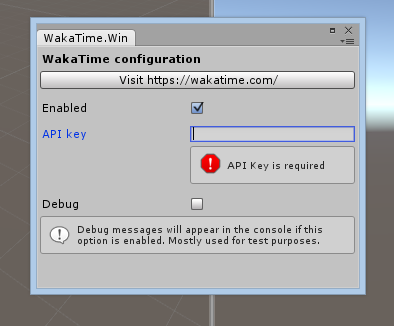 WakaTime.Win
WakaTime configuration
Visit https://wakatime.com/
Enabled
API key
API Key is required
Debug
Debug messages will appear in the console if this
option is enabled. Mostly used for test purposes.